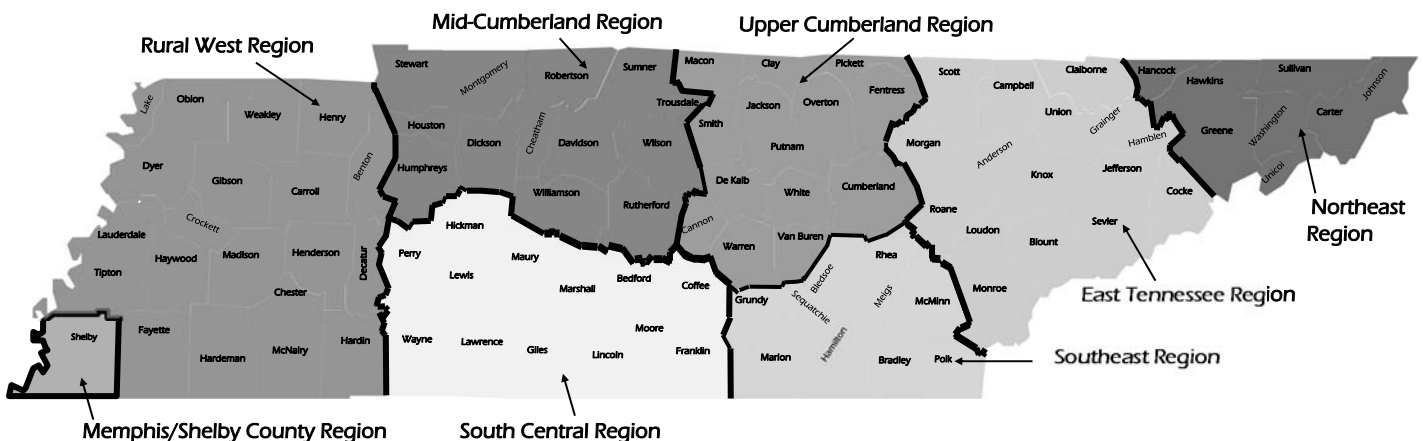 Mid-Cumberland Region
Upper Cumberland Region
Rural West Region
Stewart
Montgomery
Robertson
Sumner
Macon
Clay
Pickett
Scott
Campbell
Claiborne
Hancock
Hawkins
Sullivan
Johnson
Lake
Obion
Weakley
Henry
Houston
Dickson
Cheatham
Davidson
Wilson
Trousdale
Smith
Jackson
Overton
Fentress
Union
Grainger
Hamblen
Greene
Washington
Carter
Unicoi
Dyer
Gibson
Carroll
Benton
Humphreys
Williamson
Rutherford
De Kalb
Putnam
White
Cumberland
Morgan
Anderson
Knox
Jefferson
Cocke
Northeast
Region
Lauderdale
Crockett
Haywood
Madison
Henderson
Decatur
Perry
Hickman
Maury
Cannon
Warren
Van Buren
Roane
Loudon
Blount
Sevier
Tipton
Chester
Lewis
Marshall
Bedford
Coffee
Grundy
Sequatchie
Bledsoe
Rhea
Meigs
McMinn
Monroe
East Tennessee Region
Shelby
Fayette
Hardeman
McNairy
Hardin
Wayne
Lawrence
Giles
Lincoln
Moore
Franklin
Marion
Hamilton
Bradley
Polk
Southeast Region
Memphis/Shelby County Region
South Central Region